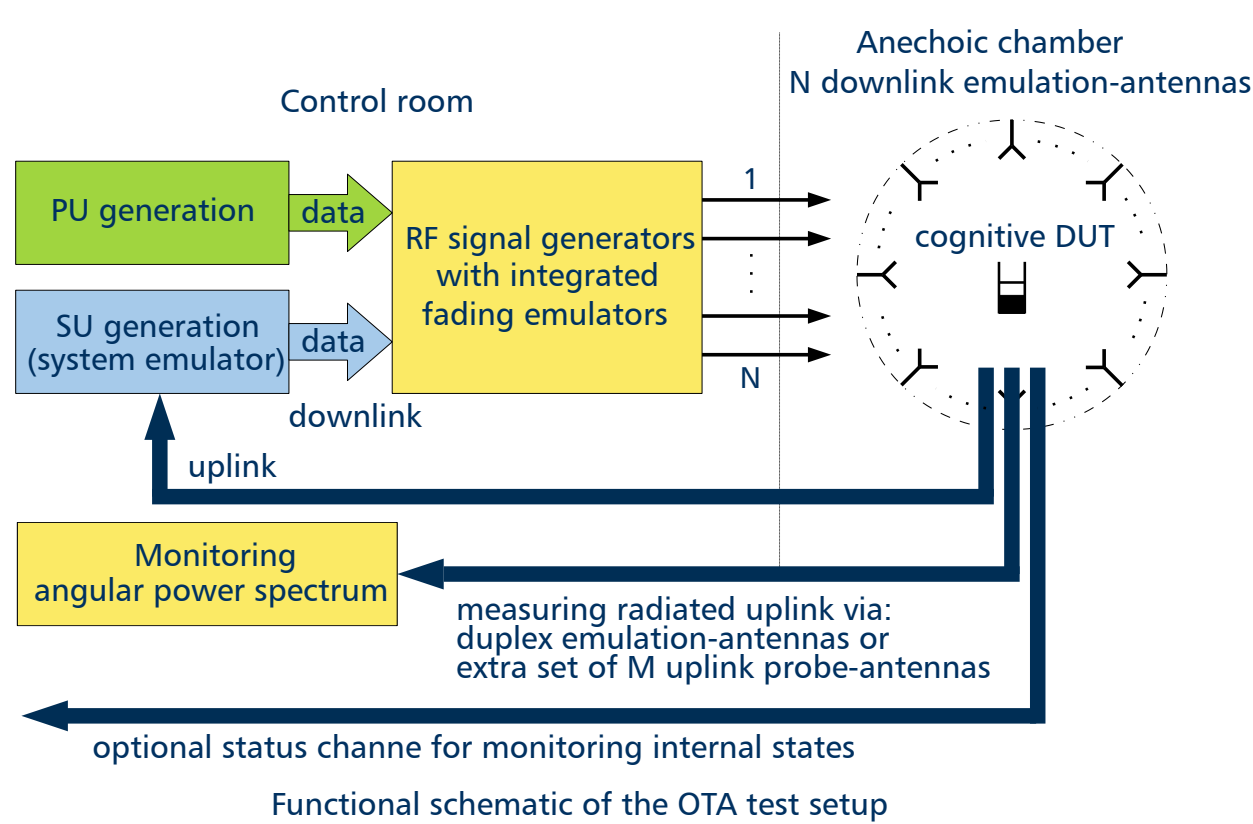 Anechoic chamber
N downlink emulation-antennas
Control room
PU generation
data
RF signal generators
with integrated
fading emulators
1
N
cognitive DUT
SU generation
(system emulator)
data
downlink
uplink
Monitoring
angular power spectrum
measuring radiated uplink via:
duplex emulation-antennas or
extra set of M uplink probe-antennas
optional status channe for monitoring internal states
Functional schematic of the OTA test setup